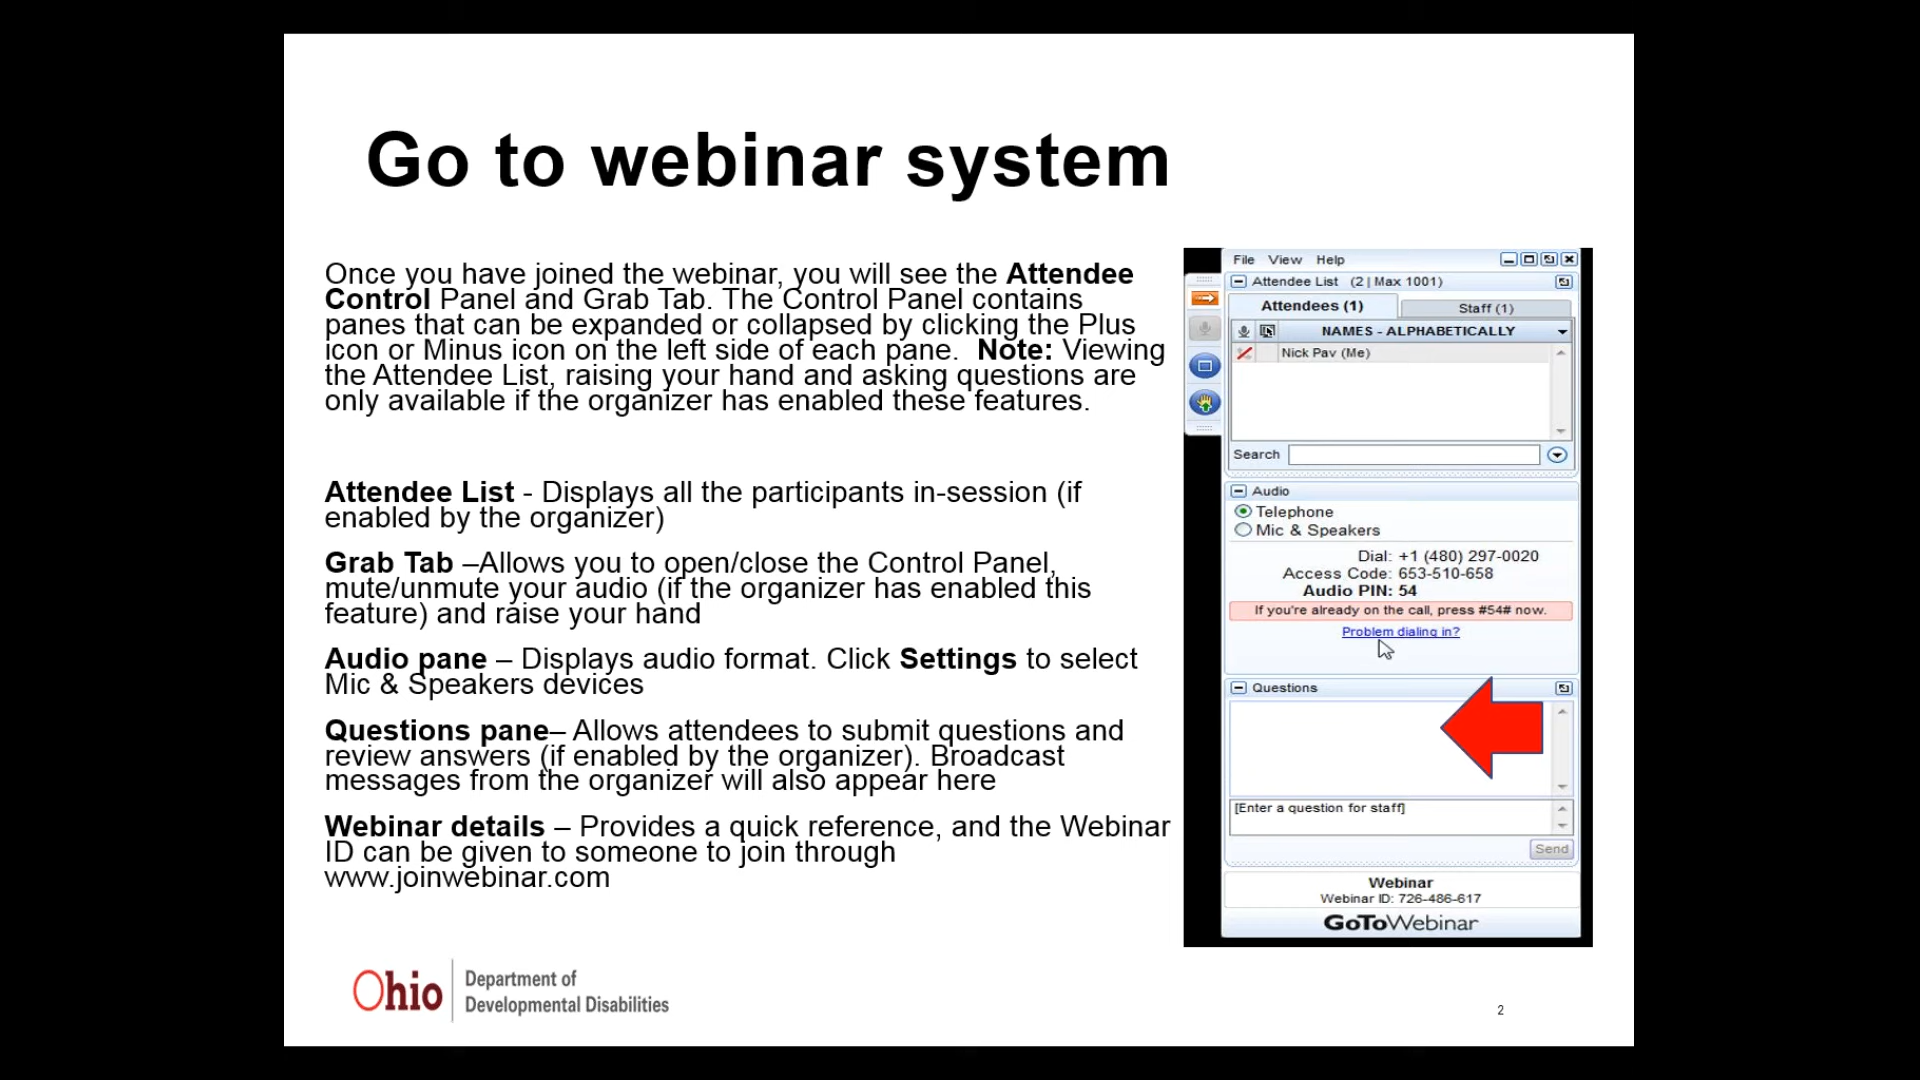 Go to webinar system
Once you have joined the webinar, you will see the Attendee
Control Panel and Grab Tab. The Control Panel contains
panes that can be expanded or collapsed by clicking the Plus
icon or Minus icon on the left side of each pane.  Note: Viewing
the Attendee List, raising your hand and asking questions are
only available if the organizer has enabled these features.
Attendee List - Displays all the participants in-session (if
enabled by the organizer)
Grab Tab –Allows you to open/close the Control Panel,
mute/unmute your audio (if the organizer has enabled this
feature) and raise your hand
Audio pane – Displays audio format. Click Settings to select
Mic & Speakers devices
Questions pane– Allows attendees to submit questions and
review answers (if enabled by the organizer). Broadcast
messages from the organizer will also appear here
Webinar details – Provides a quick reference, and the Webinar
ID can be given to someone to join through
www.joinwebinar.com
File View Help
Attendee List (2 | Max 1001)
Attendees (1) Staff (1)
NAMES - ALPHABETICALLY
Nick Pav (Me)
Search
Audio
Telephone
Mic & Speakers
Dial: +1 (480) 297-0020
Access Code: 653-510-658
Audio PIN: 54
If you're already on the call, press #54# now.
Problem dialing in?
Questions
[Enter a question for staff]
Send
Webinar
Webinar ID: 726-486-617
GoToWebinar
Ohio
Department of
Developmental Disabilities
2